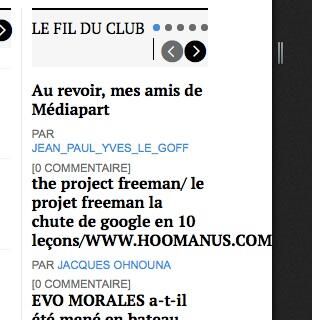 LE FIL DU CLUB
Au revoir, mes amis de
Médiapart
PAR
JEAN_PAUL_YVES_LE_GOFF
[0 COMMENTAIRE]
the project freeman/ le
projet freeman la
chute de google en 10
leçons/WWW.HOOMANUS.COM
PAR JACQUES OHNOUNA
[0 COMMENTAIRE]
EVO MORALES a-t-il
été mené en bateau